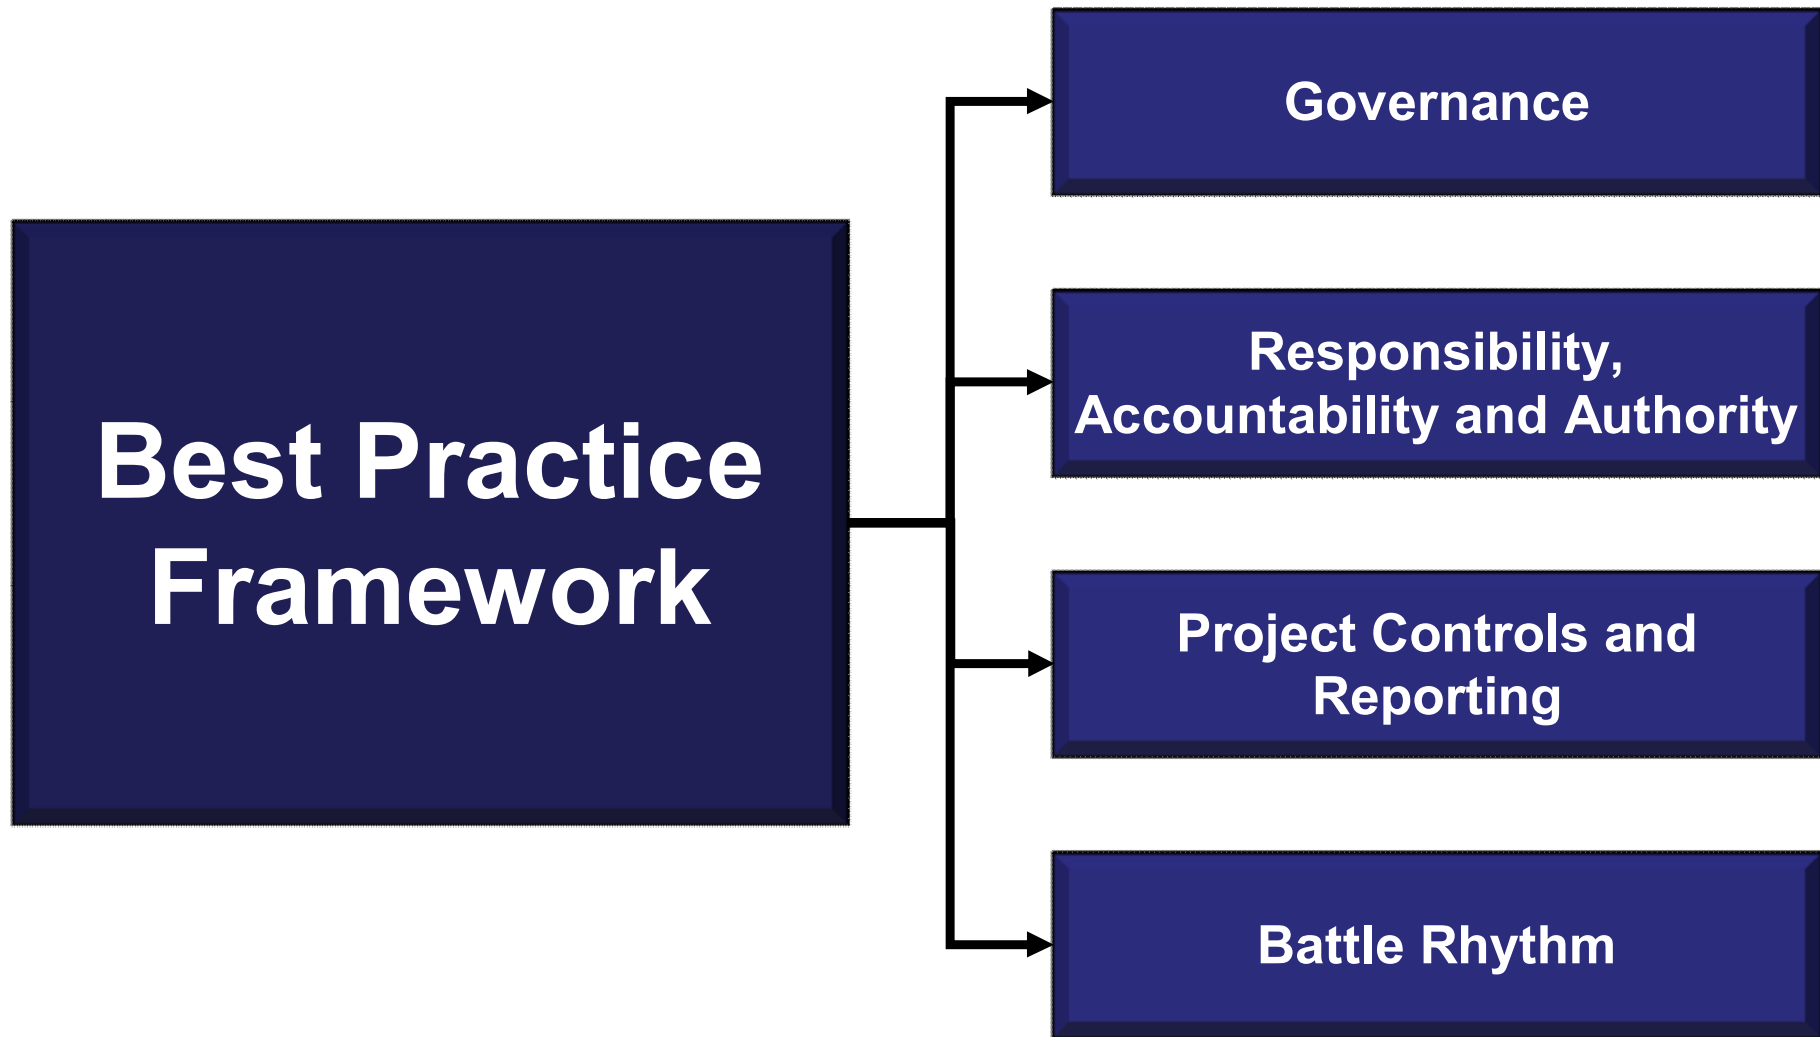 Best Practice
Framework
Governance
Responsibility,
Accountability and Authority
Project Controls and
Reporting
Battle Rhythm